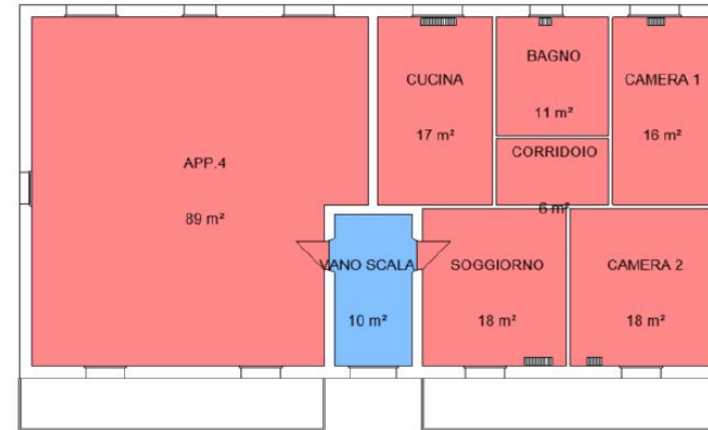 BAGNO
CUCINA
CAMERA 1
11 m²
17 m²
16 m²
CORRIDOIO
APP.4
6 m²
89 m²
VANO SCALA
SOGGIORNO
CAMERA 2
10 m²
18 m²
18 m²